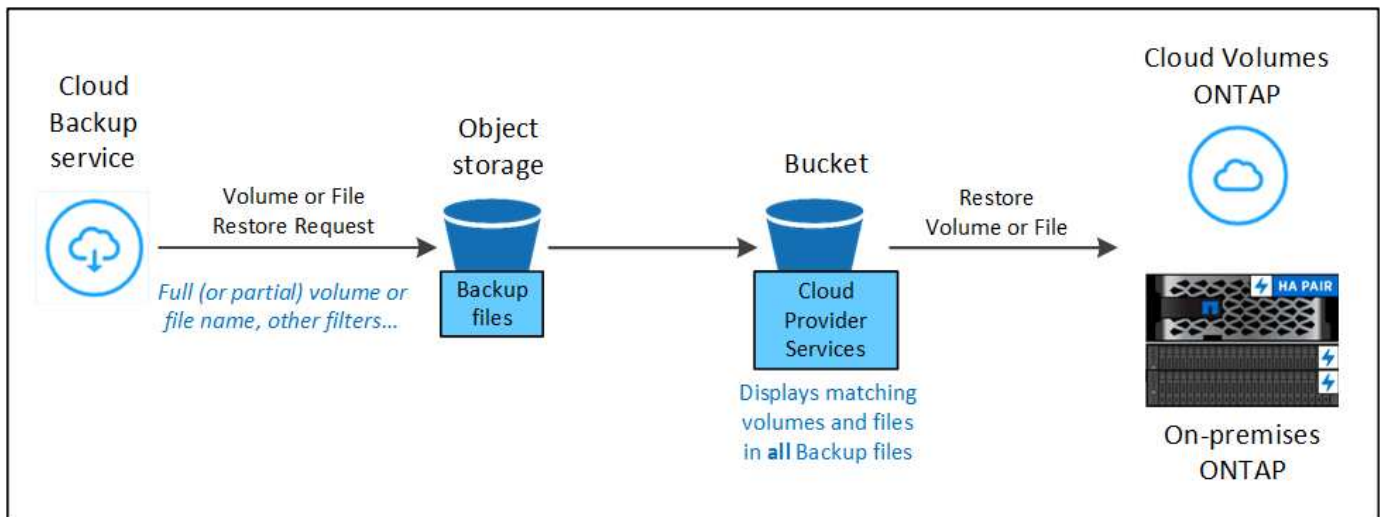 Cloud
Backup
service
Volume or File
Restore Request
Full (or partial) volume or
file name, other filters...
Object
storage
Backup
files
Bucket
Cloud
Provider
Services
Displays matching
volumes and files
in all Backup files
Restore
Volume or File
Cloud Volumes
ONTAP
HA PAIR
On-premises
ONTAP